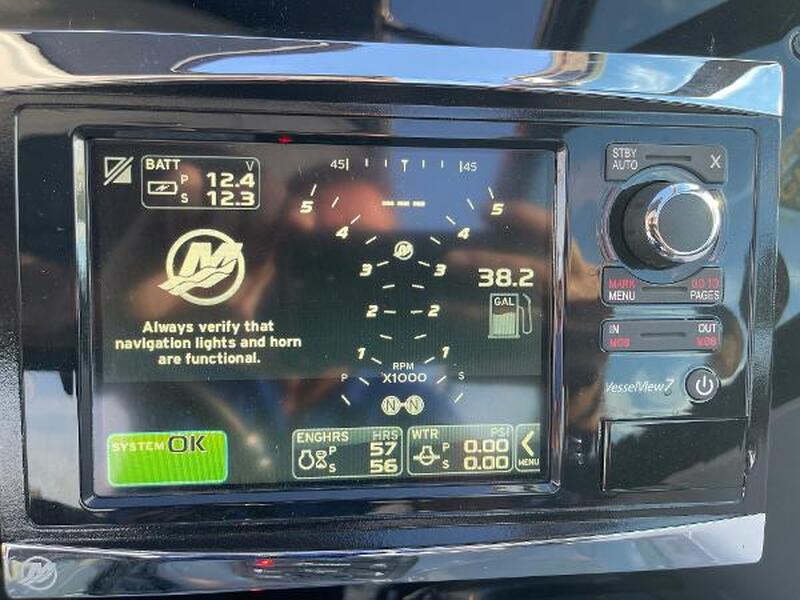 BATT V
P 12.4
S 12.3
45 45
5 --- 5
4 4
M
3 3
38.2
GAL
2 2
Always verify that
navigation lights and horn
are functional.
1 1
RPM
X1000
P S
N N
SYSTEM OK
ENGHRS HRS
P 57
S 56
WTR PSI
P 0.00
S 0.00
MENU
STBY
AUTO X
MARK GO TO
MENU PAGES
IN OUT
MOB MOB
VesselView 7
M